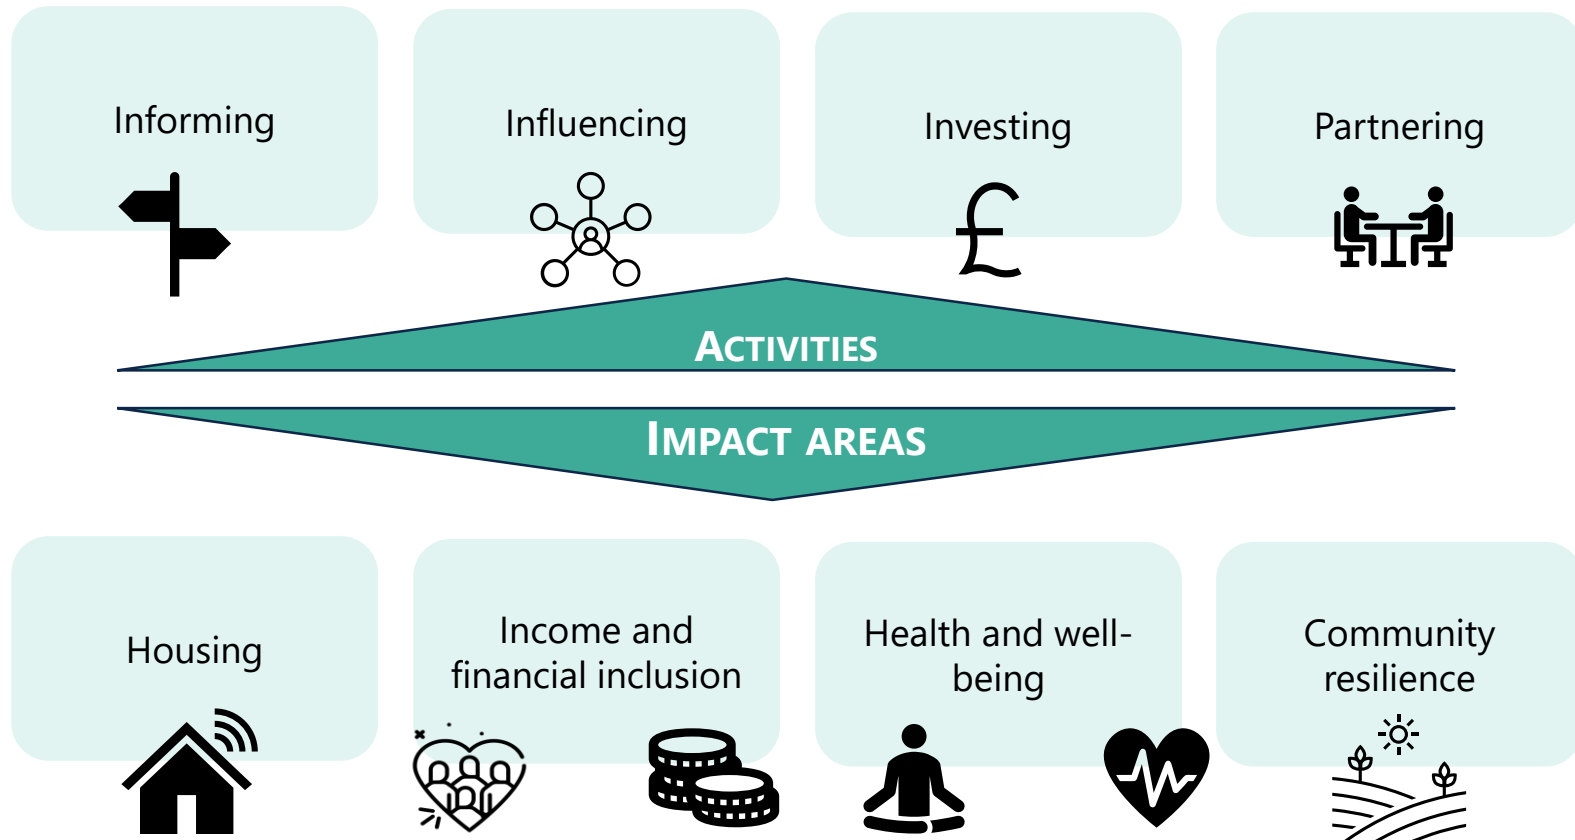 Informing
Influencing
Investing
Partnering
£
ACTIVITIES
IMPACT AREAS
Housing
Income and
financial inclusion
Health and well-
being
Community
resilience